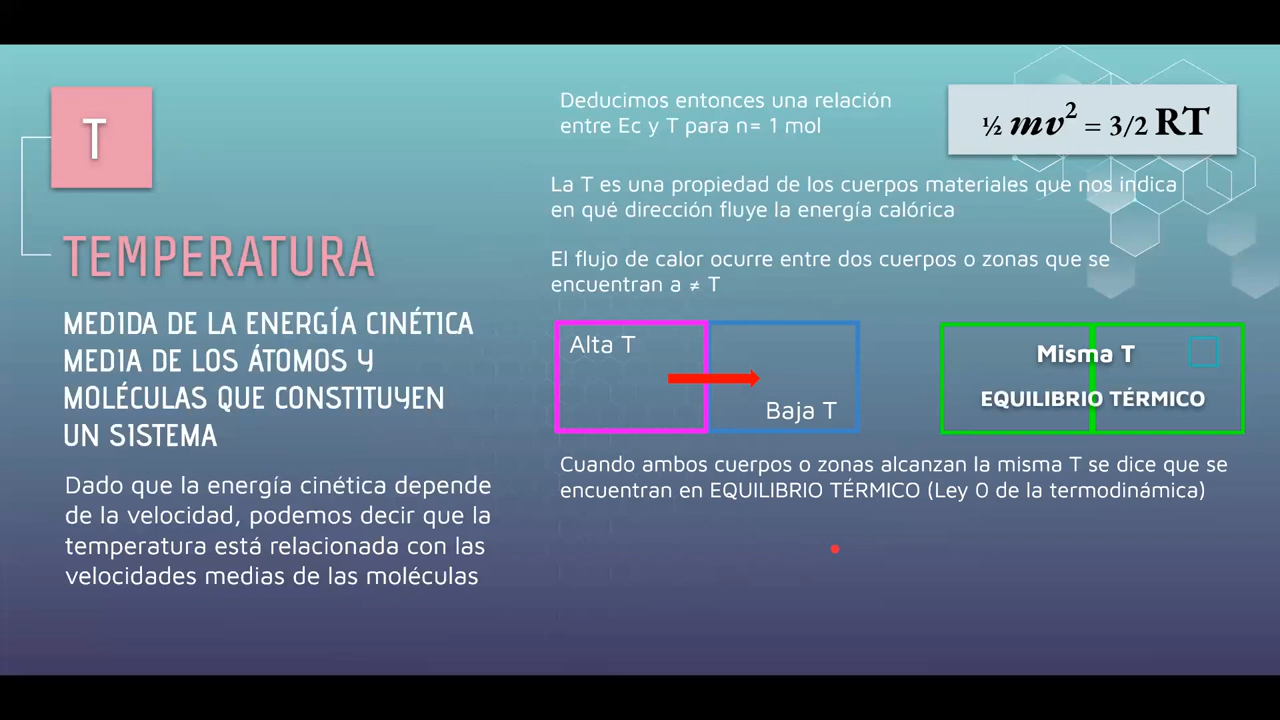 T
TEMPERATURA
MEDIDA DE LA ENERGÍA CINÉTICA
MEDIA DE LOS ÁTOMOS Y
MOLÉCULAS QUE CONSTITUYEN
UN SISTEMA
Dado que la energía cinética depende
de la velocidad, podemos decir que la
temperatura está relacionada con las
velocidades medias de las moléculas
Deducimos entonces una relación
entre Ec y T para n= 1 mol
½ mv² = 3/2 RT
La T es una propiedad de los cuerpos materiales que nos indica
en qué dirección fluye la energía calórica
El flujo de calor ocurre entre dos cuerpos o zonas que se
encuentran a ≠ T
Alta T
Baja T
Misma T
EQUILIBRIO TÉRMICO
Cuando ambos cuerpos o zonas alcanzan la misma T se dice que se
encuentran en EQUILIBRIO TÉRMICO (Ley 0 de la termodinámica)